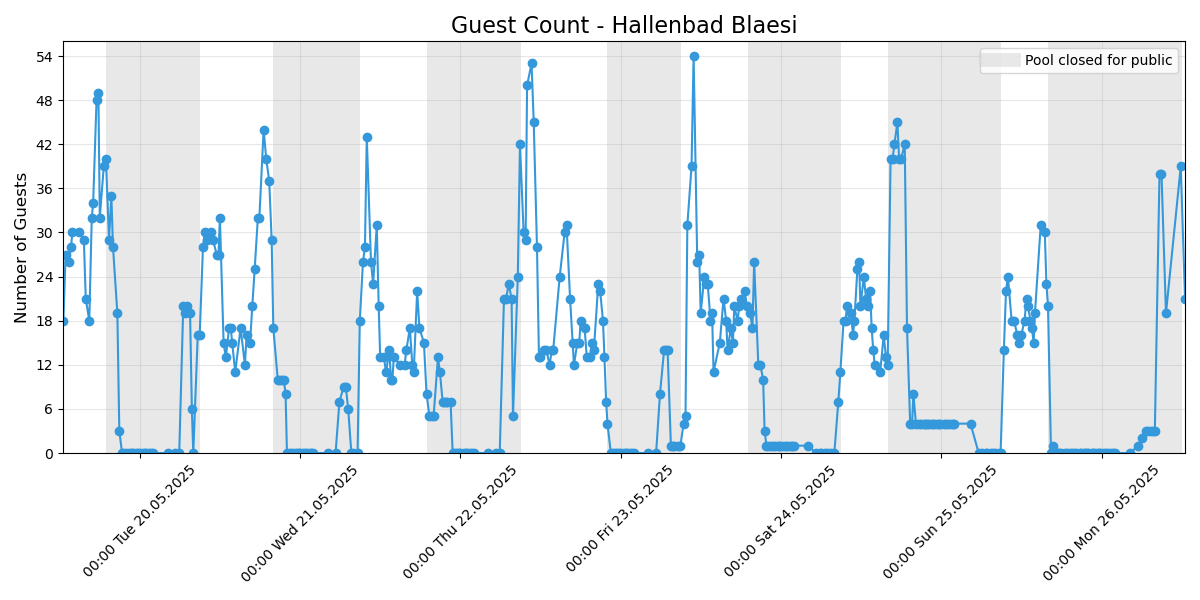 Guest Count - Hallenbad Blaesi
Pool closed for public
Number of Guests
54
48
42
36
30
24
18
12
6
0
00:00 Tue 20.05.2025
00:00 Wed 21.05.2025
00:00 Thu 22.05.2025
00:00 Fri 23.05.2025
00:00 Sat 24.05.2025
00:00 Sun 25.05.2025
00:00 Mon 26.05.2025